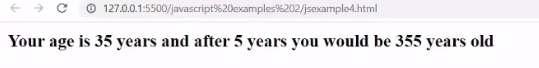 127.0.0.1:5500/javascript%20examples%202/jsexample4.html
Your age is 35 years and after 5 years you would be 355 years old